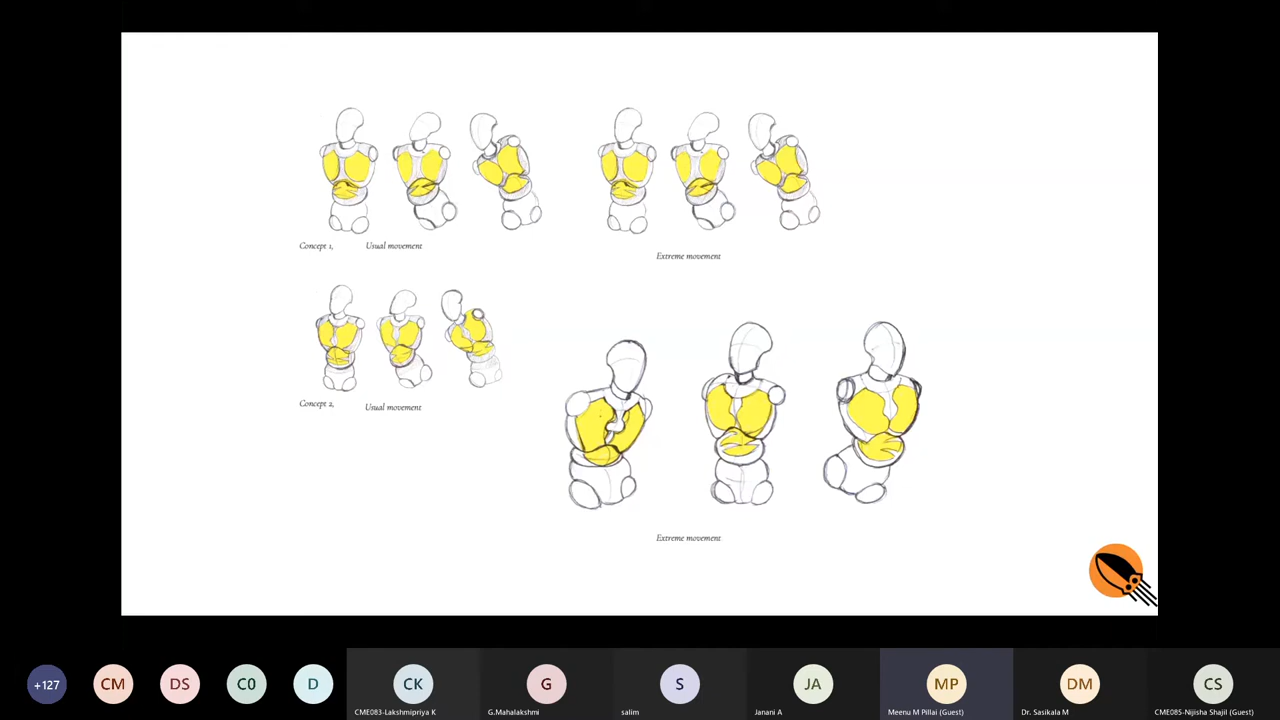 Concept 1,
Usual movement
Extreme movement
Concept 2,
Usual movement
Extreme movement
+127
CM
DS
C0
D
CK
G
S
JA
MP
DM
CS
CME083-Lakshmipriya K
G.Mahalakshmi
salim
Janani A
Meenu M Pillai (Guest)
Dr. Sasikala M
CME085-Nijisha Shajil (Guest)